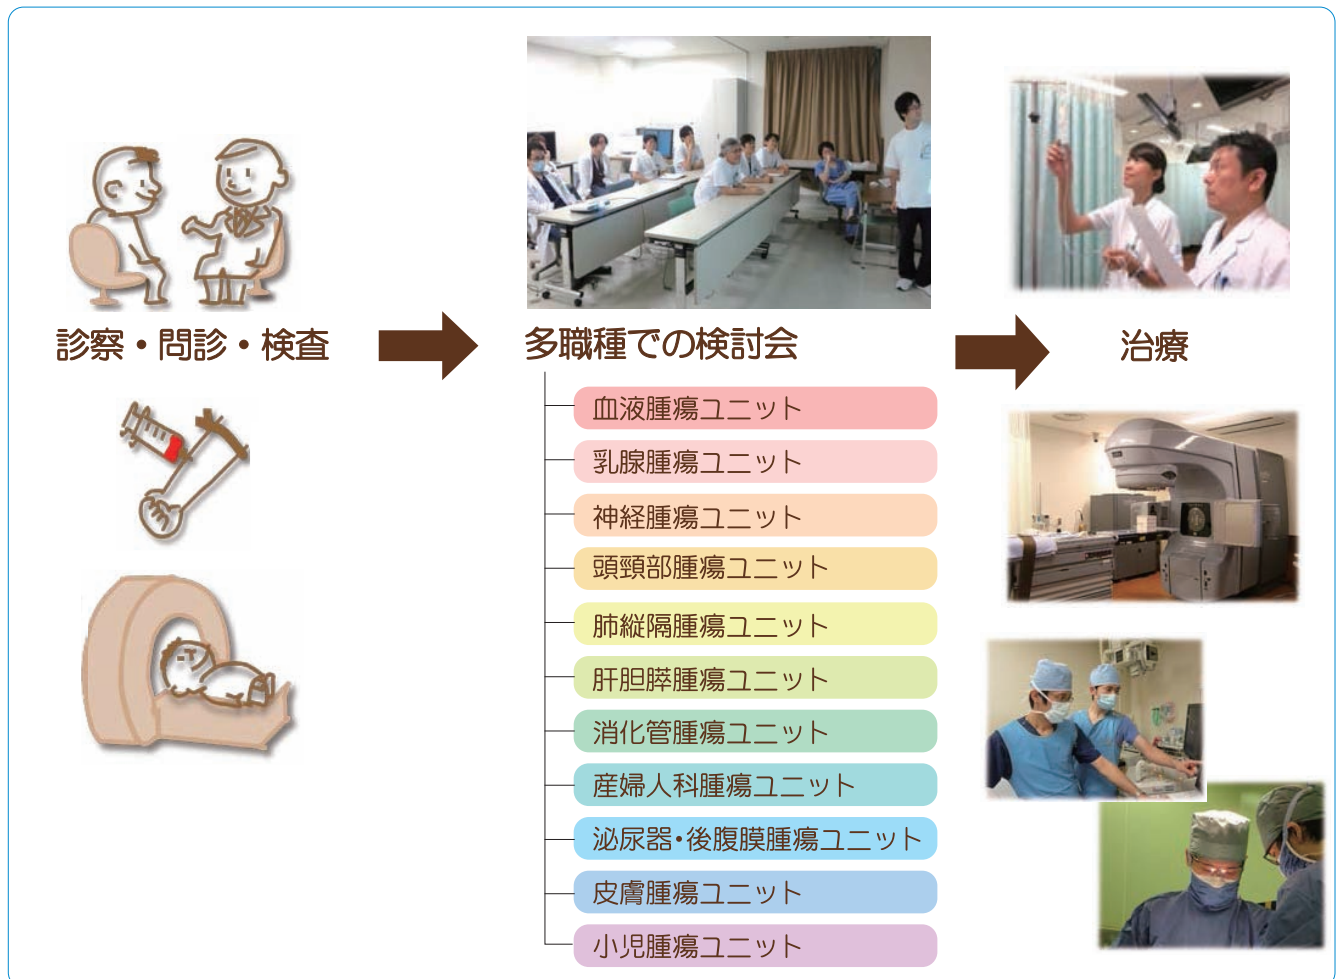 診察・問診・検査
多職種での検討会
治療
血液腫瘍ユニット
乳腺腫瘍ユニット
神経腫瘍ユニット
頭頸部腫瘍ユニット
肺縦隔腫瘍ユニット
肝胆膵腫瘍ユニット
消化管腫瘍ユニット
産婦人科腫瘍ユニット
泌尿器・後腹膜腫瘍ユニット
皮膚腫瘍ユニット
小児腫瘍ユニット